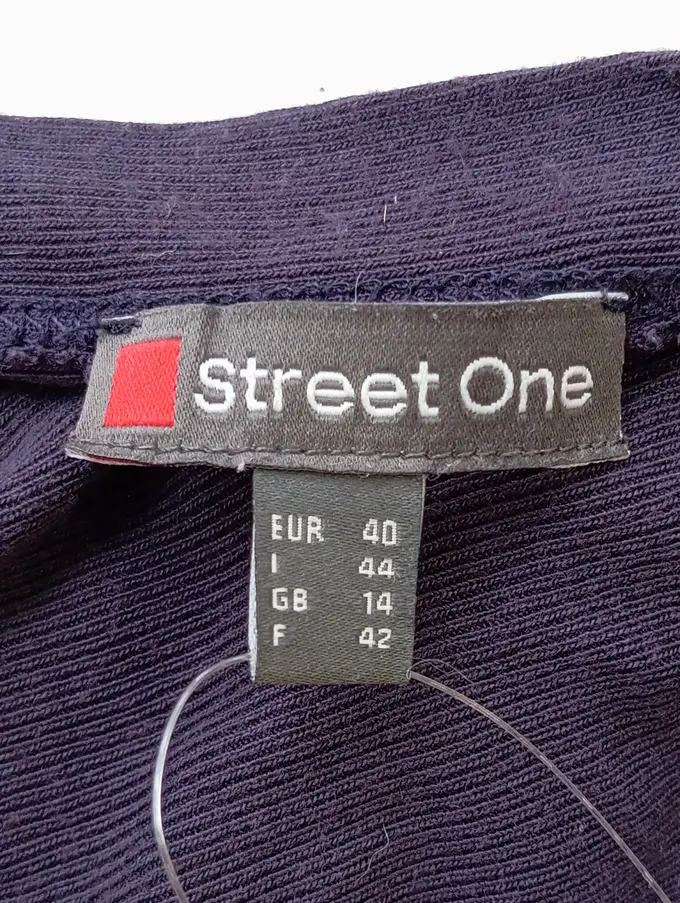 Street One
EUR 40
I 44
GB 14
F 42